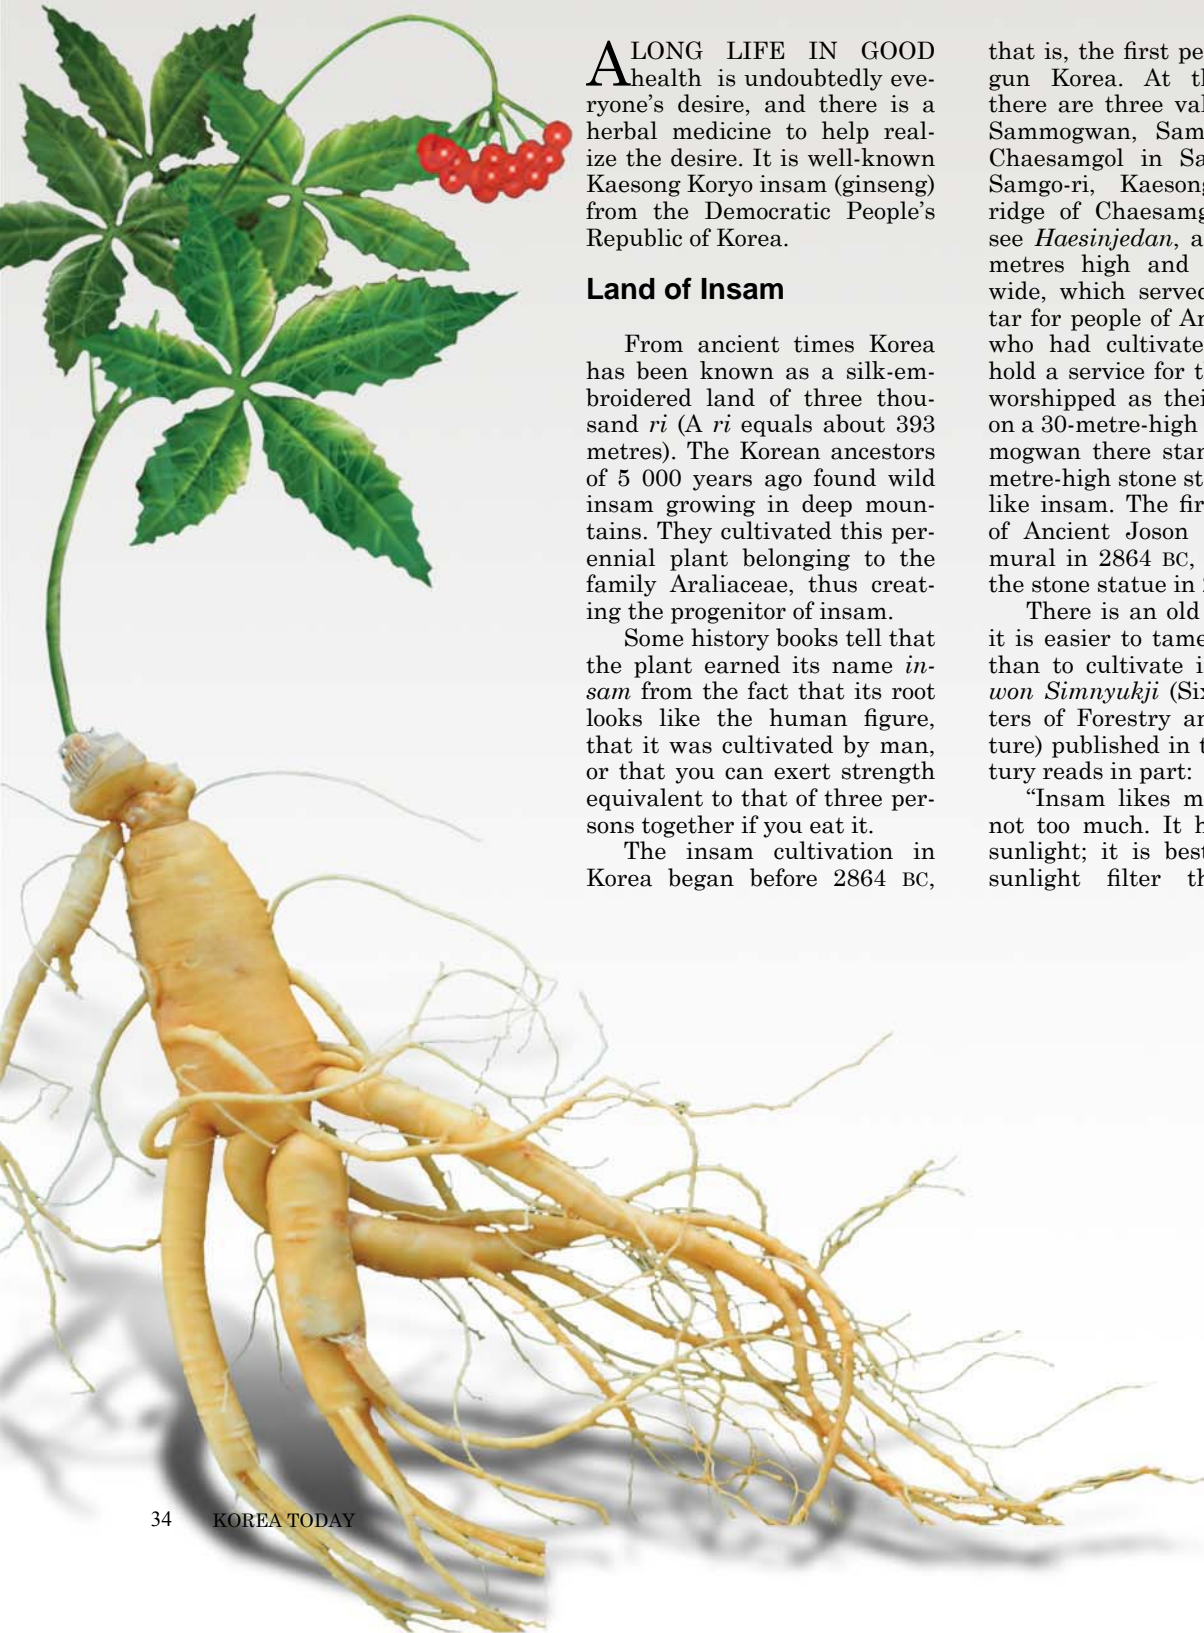 A LONG LIFE IN GOOD
health is undoubtedly eve-
ryone's desire, and there is a
herbal medicine to help real-
ize the desire. It is well-known
Kaesong Koryo insam (ginseng)
from the Democratic People's
Republic of Korea.
Land of Insam
From ancient times Korea
has been known as a silk-em-
broidered land of three thou-
sand ri (A ri equals about 393
metres). The Korean ancestors
of 5 000 years ago found wild
insam growing in deep moun-
tains. They cultivated this per-
ennial plant belonging to the
family Araliaceae, thus creat-
ing the progenitor of insam.
Some history books tell that
the plant earned its name in-
sam from the fact that its root
looks like the human figure,
that it was cultivated by man,
or that you can exert strength
equivalent to that of three per-
sons together if you eat it.
The insam cultivation in
Korea began before 2864 BC,
that is, the first pe
gun Korea. At th
there are three val
Sammogwan, Sam
Chaesamgol in Sa
Samgo-ri, Kaesong
ridge of Chaesamg
see Haesinjedan, a
metres high and
wide, which served
tar for people of An
who had cultivate
hold a service for th
worshipped as thei
on a 30-metre-high
mogwan there stan
metre-high stone st
like insam. The fir
of Ancient Joson
mural in 2864 BC,
the stone statue in
There is an old
it is easier to tame
than to cultivate i
won Simnyukji (Six
ters of Forestry an
ture) published in t
tury reads in part:
“Insam likes m
not too much. It h
sunlight; it is best
sunlight filter th
34 KOREA TODAY